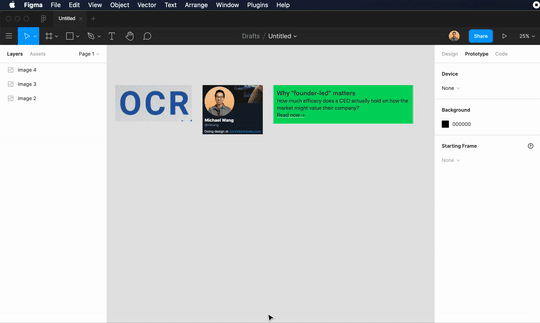 Figma File Edit View Object Vector Text Arrange Window Plugins Help
Untitled
Drafts / Untitled
Share
25%
Layers Assets Page 1
image 4
image 3
image 2
OCR
Michael Wang
Doing design at
Why "founder-led" matters
How much efficacy does a CEO actually hold on how the
market might value their company?
Read now
Design Prototype Code
Device
None
Background
000000
Starting Frame
None